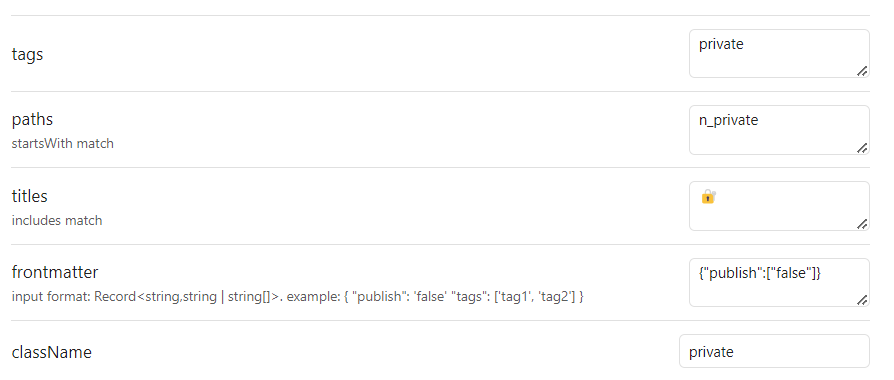 tags
private
paths
n_private
startsWith match
titles
🔐
includes match
frontmatter
{"publish":["false"]}
input format: Record<string,string | string[]>. example: { "publish": 'false' "tags": ['tag1', 'tag2'] }
className
private